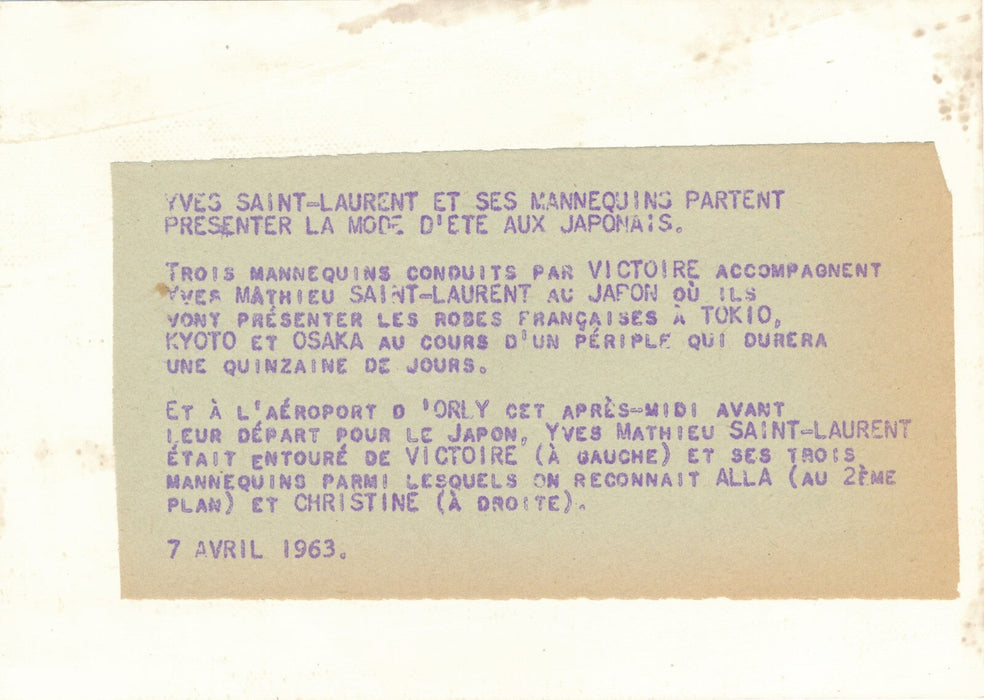 YVES SAINT-LAURENT ET SES MANNEQUINS PARTENT
PRESENTER LA MODE D'ETE AUX JAPONAIS.
TROIS MANNEQUINS CONDUITS PAR VICTOIRE ACCOMPAGNENT
YVES MATHIEU SAINT-LAURENT AU JAPON OÙ ILS
VONT PRÉSENTER LES ROBES FRANÇAISES À TOKIO,
KYOTO ET OSAKA AU COURS D'UN PÉRIPLE QUI DURERA
UNE QUINZAINE DE JOURS.
ET À L'AÉROPORT D 'ORLY CET APRÈS-MIDI AVANT
LEUR DÉPART POUR LE JAPON, YVES MATHIEU SAINT-LAURENT
ÉTAIT ENTOURÉ DE VICTOIRE (À GAUCHE) ET SES TROIS
MANNEQUINS PARMI LESQUELS ON RECONNAIT ALLA (AU 2ÈME
PLAN) ET CHRISTINE (À DROITE).
7 AVRIL 1963.